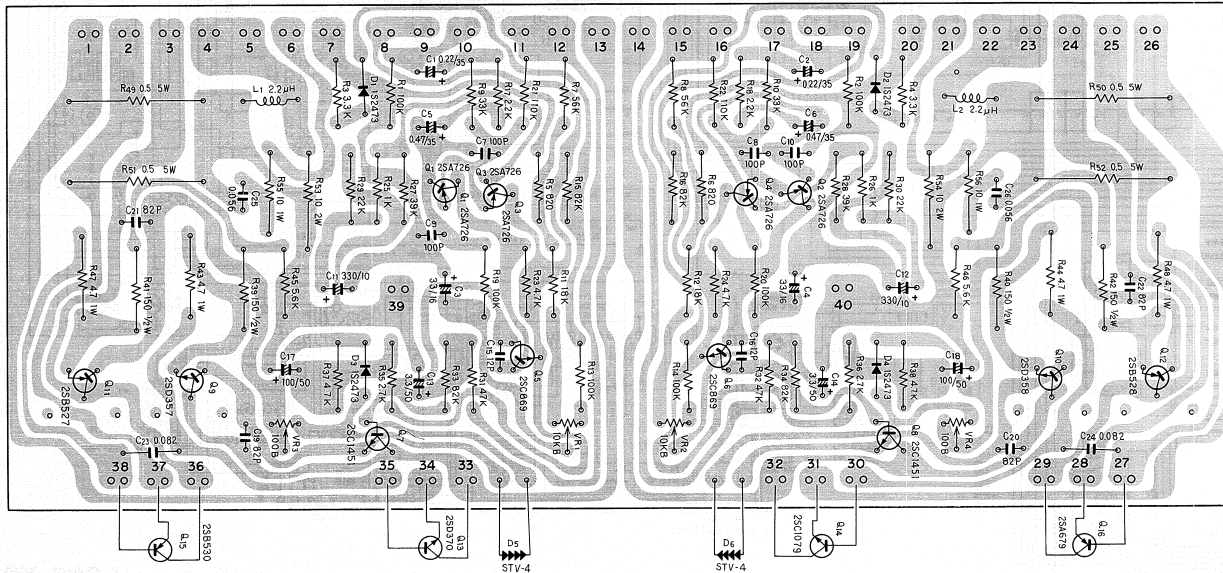 1 2 3 4 5 6 7 8 9 10 11 12 13 14 15 16 17 18 19 20 21 22 23 24 25 26
R49 0.5 5W
L1 2.2μH
R3 3.3K
D1 1S2473
R1 100K
C1 0.22/35
R9 33K
R17 2.2K
R21 110K
R7 56K
R8 56K
R22 110K
R18 2.2K
R10 33K
C2 0.22/35
R2 100K
D2 1S2473
R4 3.3K
L2 2.2μH
R50 0.5 5W
C5 0.47/35
C7 100P
C6 0.47/35
C8 100P
C10 100P
R51 0.5 5W
C25 0.056
R55 10 1W
R53 10 2W
R25 1K
R27 39K
Q1 2SA726
Q1 2SA726
Q3 2SA726
Q3 2SA726
R5 820
R15 82K
R16 82K
R6 820
Q4 2SA726
Q2 2SA726
R28 39K
R26 1K
R30 22K
R54 10 2W
R56 10 1W
0.056
R52 0.5 5W
C21 82P
C9 100P
R47 4.7 1W
R41 150 ½W
R43 4.7 1W
R39 150 ½W
R45 5.6K
C11 330/10
39
33/16 C3
R19 100K
R23 4.7K
R11 18K
R12 18K
R24 4.7K
R20 100K
33/16 C4
40
C12 330/10
R46 5.6K
R40 150 ½W
R44 4.7 1W
R42 150 ½W
C22 82P
R48 4.7 1W
Q11 2SB527
Q9 2SD357
C17 100/50
R37 4.7K
D3 1S2473
R35 2.7K
C13 33/50
R31 47K
C15 12P
Q5 2SC869
R13 100K
R14 100K
Q6 2SC869
C16 12P
R32 47K
C14 33/50
R36 2.7K
D4 1S2473
R38 4.7K
C18 100/50
Q10 2SD358
Q12 2SB528
C23 0.082
C19 82P
VR3 100B
Q7 2SC1451
VR1 10KB
VR2 10KB
Q8 2SC1451
VR4 100B
C20 82P
C24 0.082
38 37 36 35 34 33 32 31 30 29 28 27
Q15 2SB530
Q13 2SD370
D5 STV-4
D6 STV-4
Q14 2SC1079
Q16 2SA679